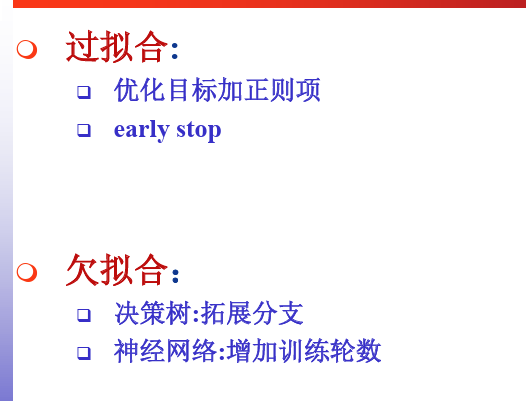 过拟合:
优化目标加正则项
early stop
欠拟合:
决策树:拓展分支
神经网络:增加训练轮数